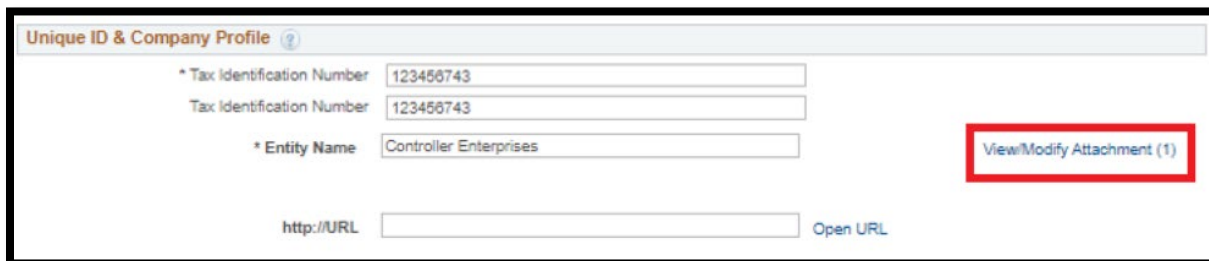 Unique ID & Company Profile ?
* Tax Identification Number 123456743
Tax Identification Number 123456743
* Entity Name Controller Enterprises View/Modify Attachment (1)
http://URL Open URL